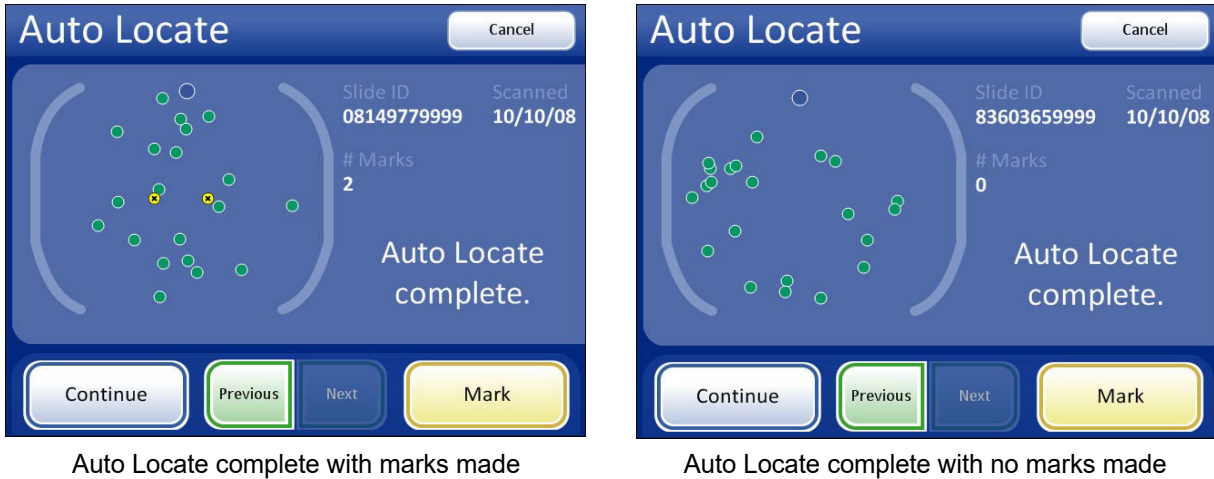 Auto Locate
Cancel
Slide ID
Scanned
08149779999
10/10/08
# Marks
2
Auto Locate
complete.
Continue
Previous
Next
Mark
Auto Locate complete with marks made
Auto Locate
Cancel
Slide ID
Scanned
83603659999
10/10/08
# Marks
0
Auto Locate
complete.
Continue
Previous
Next
Mark
Auto Locate complete with no marks made